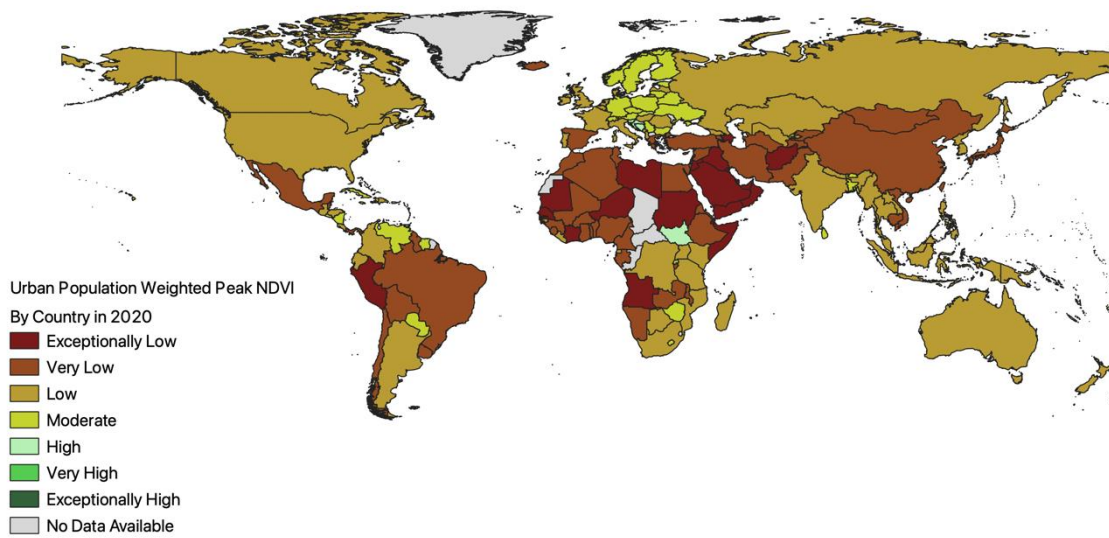 Urban Population Weighted Peak NDVI
By Country in 2020
Exceptionally Low
Very Low
Low
Moderate
High
Very High
Exceptionally High
No Data Available